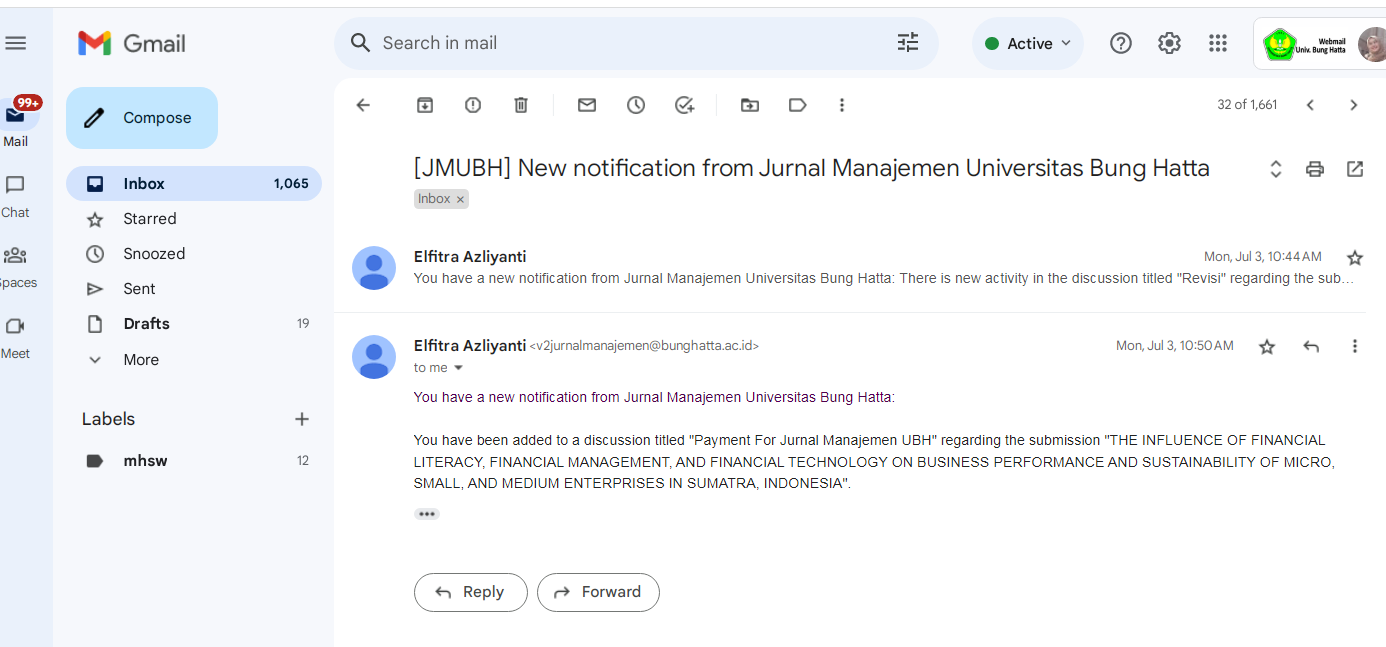 Gmail
Search in mail
Active
Webmail
Univ. Bung Hatta
99+
Mail
Compose
32 of 1,661
[JMUBH] New notification from Jurnal Manajemen Universitas Bung Hatta
Inbox 1,065
Inbox ×
Chat
Starred
Snoozed
Elfitra Azliyanti
Mon, Jul 3, 10:44 AM
You have a new notification from Jurnal Manajemen Universitas Bung Hatta: There is new activity in the discussion titled "Revisi" regarding the sub…
Spaces
Sent
Drafts 19
Meet
More
Elfitra Azliyanti <v2jurnalmanajemen@bunghatta.ac.id>
Mon, Jul 3, 10:50 AM
to me
You have a new notification from Jurnal Manajemen Universitas Bung Hatta:
Labels +
mhsw 12
You have been added to a discussion titled "Payment For Jurnal Manajemen UBH" regarding the submission "THE INFLUENCE OF FINANCIAL
LITERACY, FINANCIAL MANAGEMENT, AND FINANCIAL TECHNOLOGY ON BUSINESS PERFORMANCE AND SUSTAINABILITY OF MICRO,
SMALL, AND MEDIUM ENTERPRISES IN SUMATRA, INDONESIA".
Reply
Forward